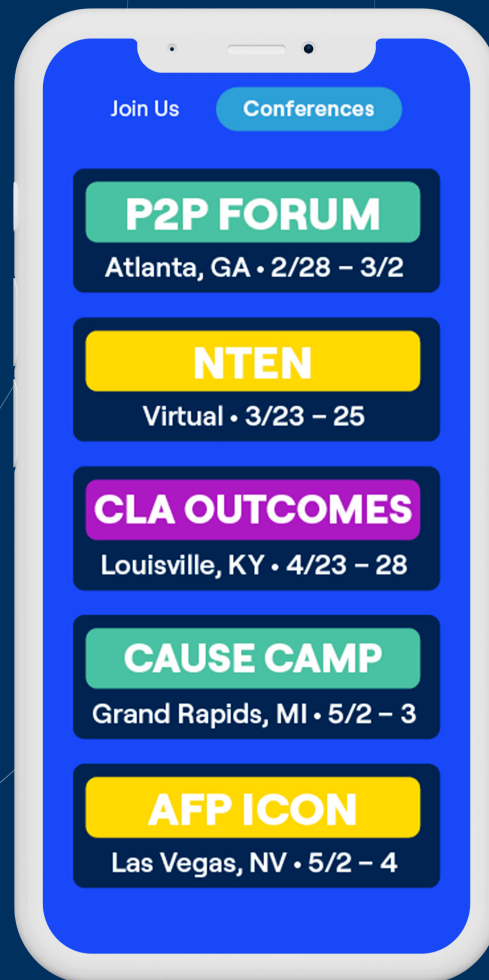 Join Us Conferences
P2P FORUM
Atlanta, GA • 2/28 – 3/2
NTEN
Virtual • 3/23 – 25
CLA OUTCOMES
Louisville, KY • 4/23 – 28
CAUSE CAMP
Grand Rapids, MI • 5/2 – 3
AFP ICON
Las Vegas, NV • 5/2 – 4